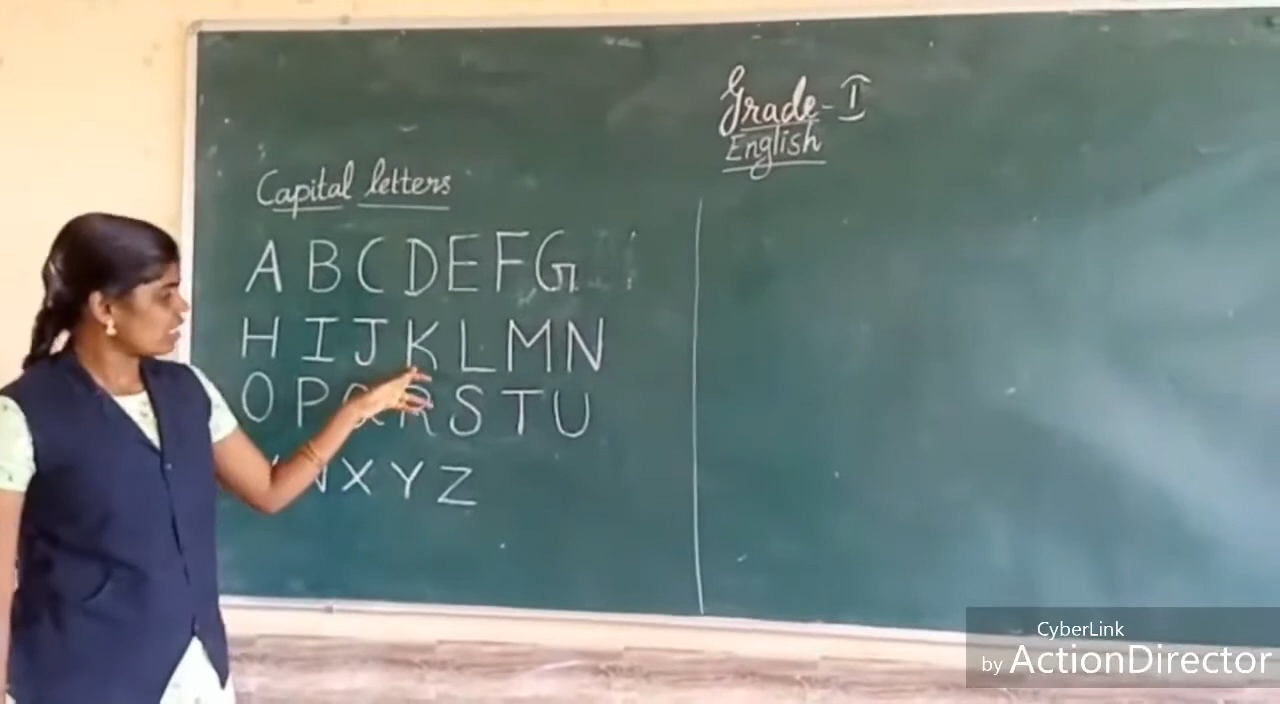 Grade - I
English
Capital letters
A B C D E F G
H I J K L M N
O P Q R S T U
V W X Y Z
CyberLink
by ActionDirector